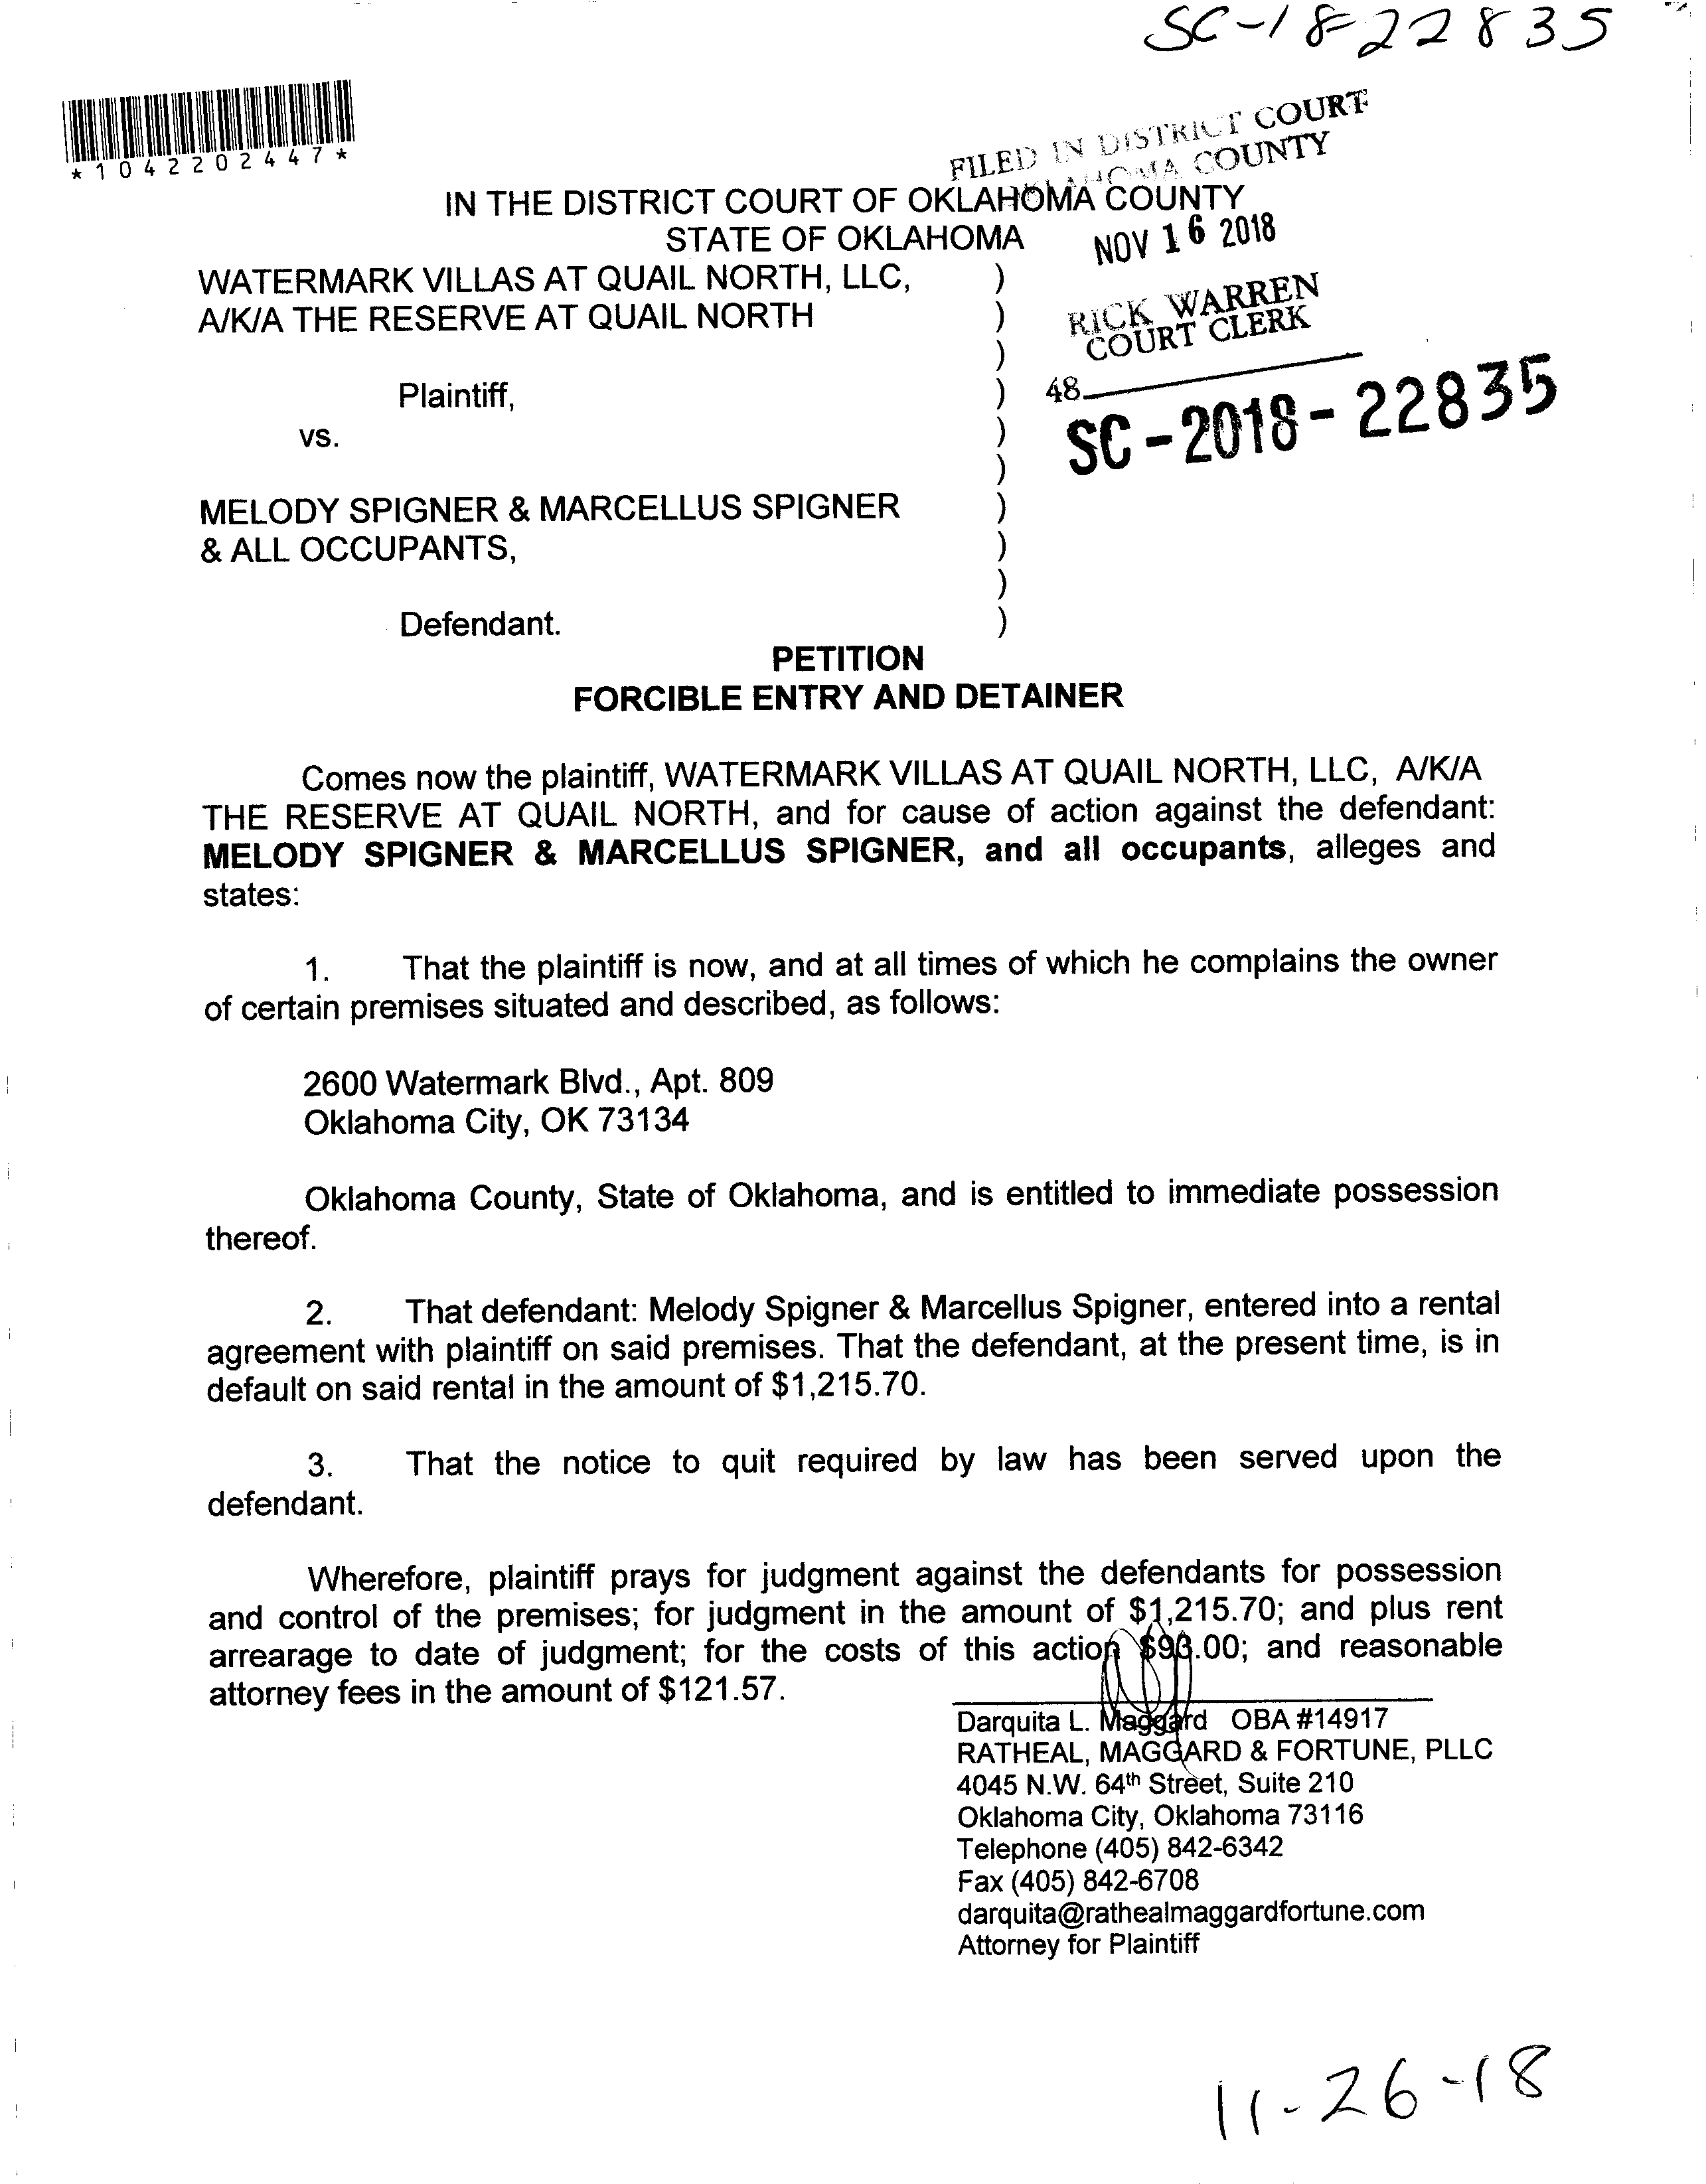 SC-18-22835
*1042202447*
FILED IN DISTRICT COURT
OKLAHOMA COUNTY
IN THE DISTRICT COURT OF OKLAHOMA COUNTY
STATE OF OKLAHOMA
NOV 16 2018
WATERMARK VILLAS AT QUAIL NORTH, LLC, )
A/K/A THE RESERVE AT QUAIL NORTH )
RICK WARREN
COURT CLERK
)
Plaintiff, )
48
SC-2018-22835
vs. )
)
MELODY SPIGNER & MARCELLUS SPIGNER )
& ALL OCCUPANTS, )
)
Defendant. )
PETITION
FORCIBLE ENTRY AND DETAINER
Comes now the plaintiff, WATERMARK VILLAS AT QUAIL NORTH, LLC, A/K/A
THE RESERVE AT QUAIL NORTH, and for cause of action against the defendant:
MELODY SPIGNER & MARCELLUS SPIGNER, and all occupants, alleges and
states:
1. That the plaintiff is now, and at all times of which he complains the owner
of certain premises situated and described, as follows:
2600 Watermark Blvd., Apt. 809
Oklahoma City, OK 73134
Oklahoma County, State of Oklahoma, and is entitled to immediate possession
thereof.
2. That defendant: Melody Spigner & Marcellus Spigner, entered into a rental
agreement with plaintiff on said premises. That the defendant, at the present time, is in
default on said rental in the amount of $1,215.70.
3. That the notice to quit required by law has been served upon the
defendant.
Wherefore, plaintiff prays for judgment against the defendants for possession
and control of the premises; for judgment in the amount of $1,215.70; and plus rent
arrearage to date of judgment; for the costs of this action $93.00; and reasonable
attorney fees in the amount of $121.57.
Darquita L. Maggard OBA #14917
RATHEAL, MAGGARD & FORTUNE, PLLC
4045 N.W. 64th Street, Suite 210
Oklahoma City, Oklahoma 73116
Telephone (405) 842-6342
Fax (405) 842-6708
darquita@rathealmaggardfortune.com
Attorney for Plaintiff
11-26-18